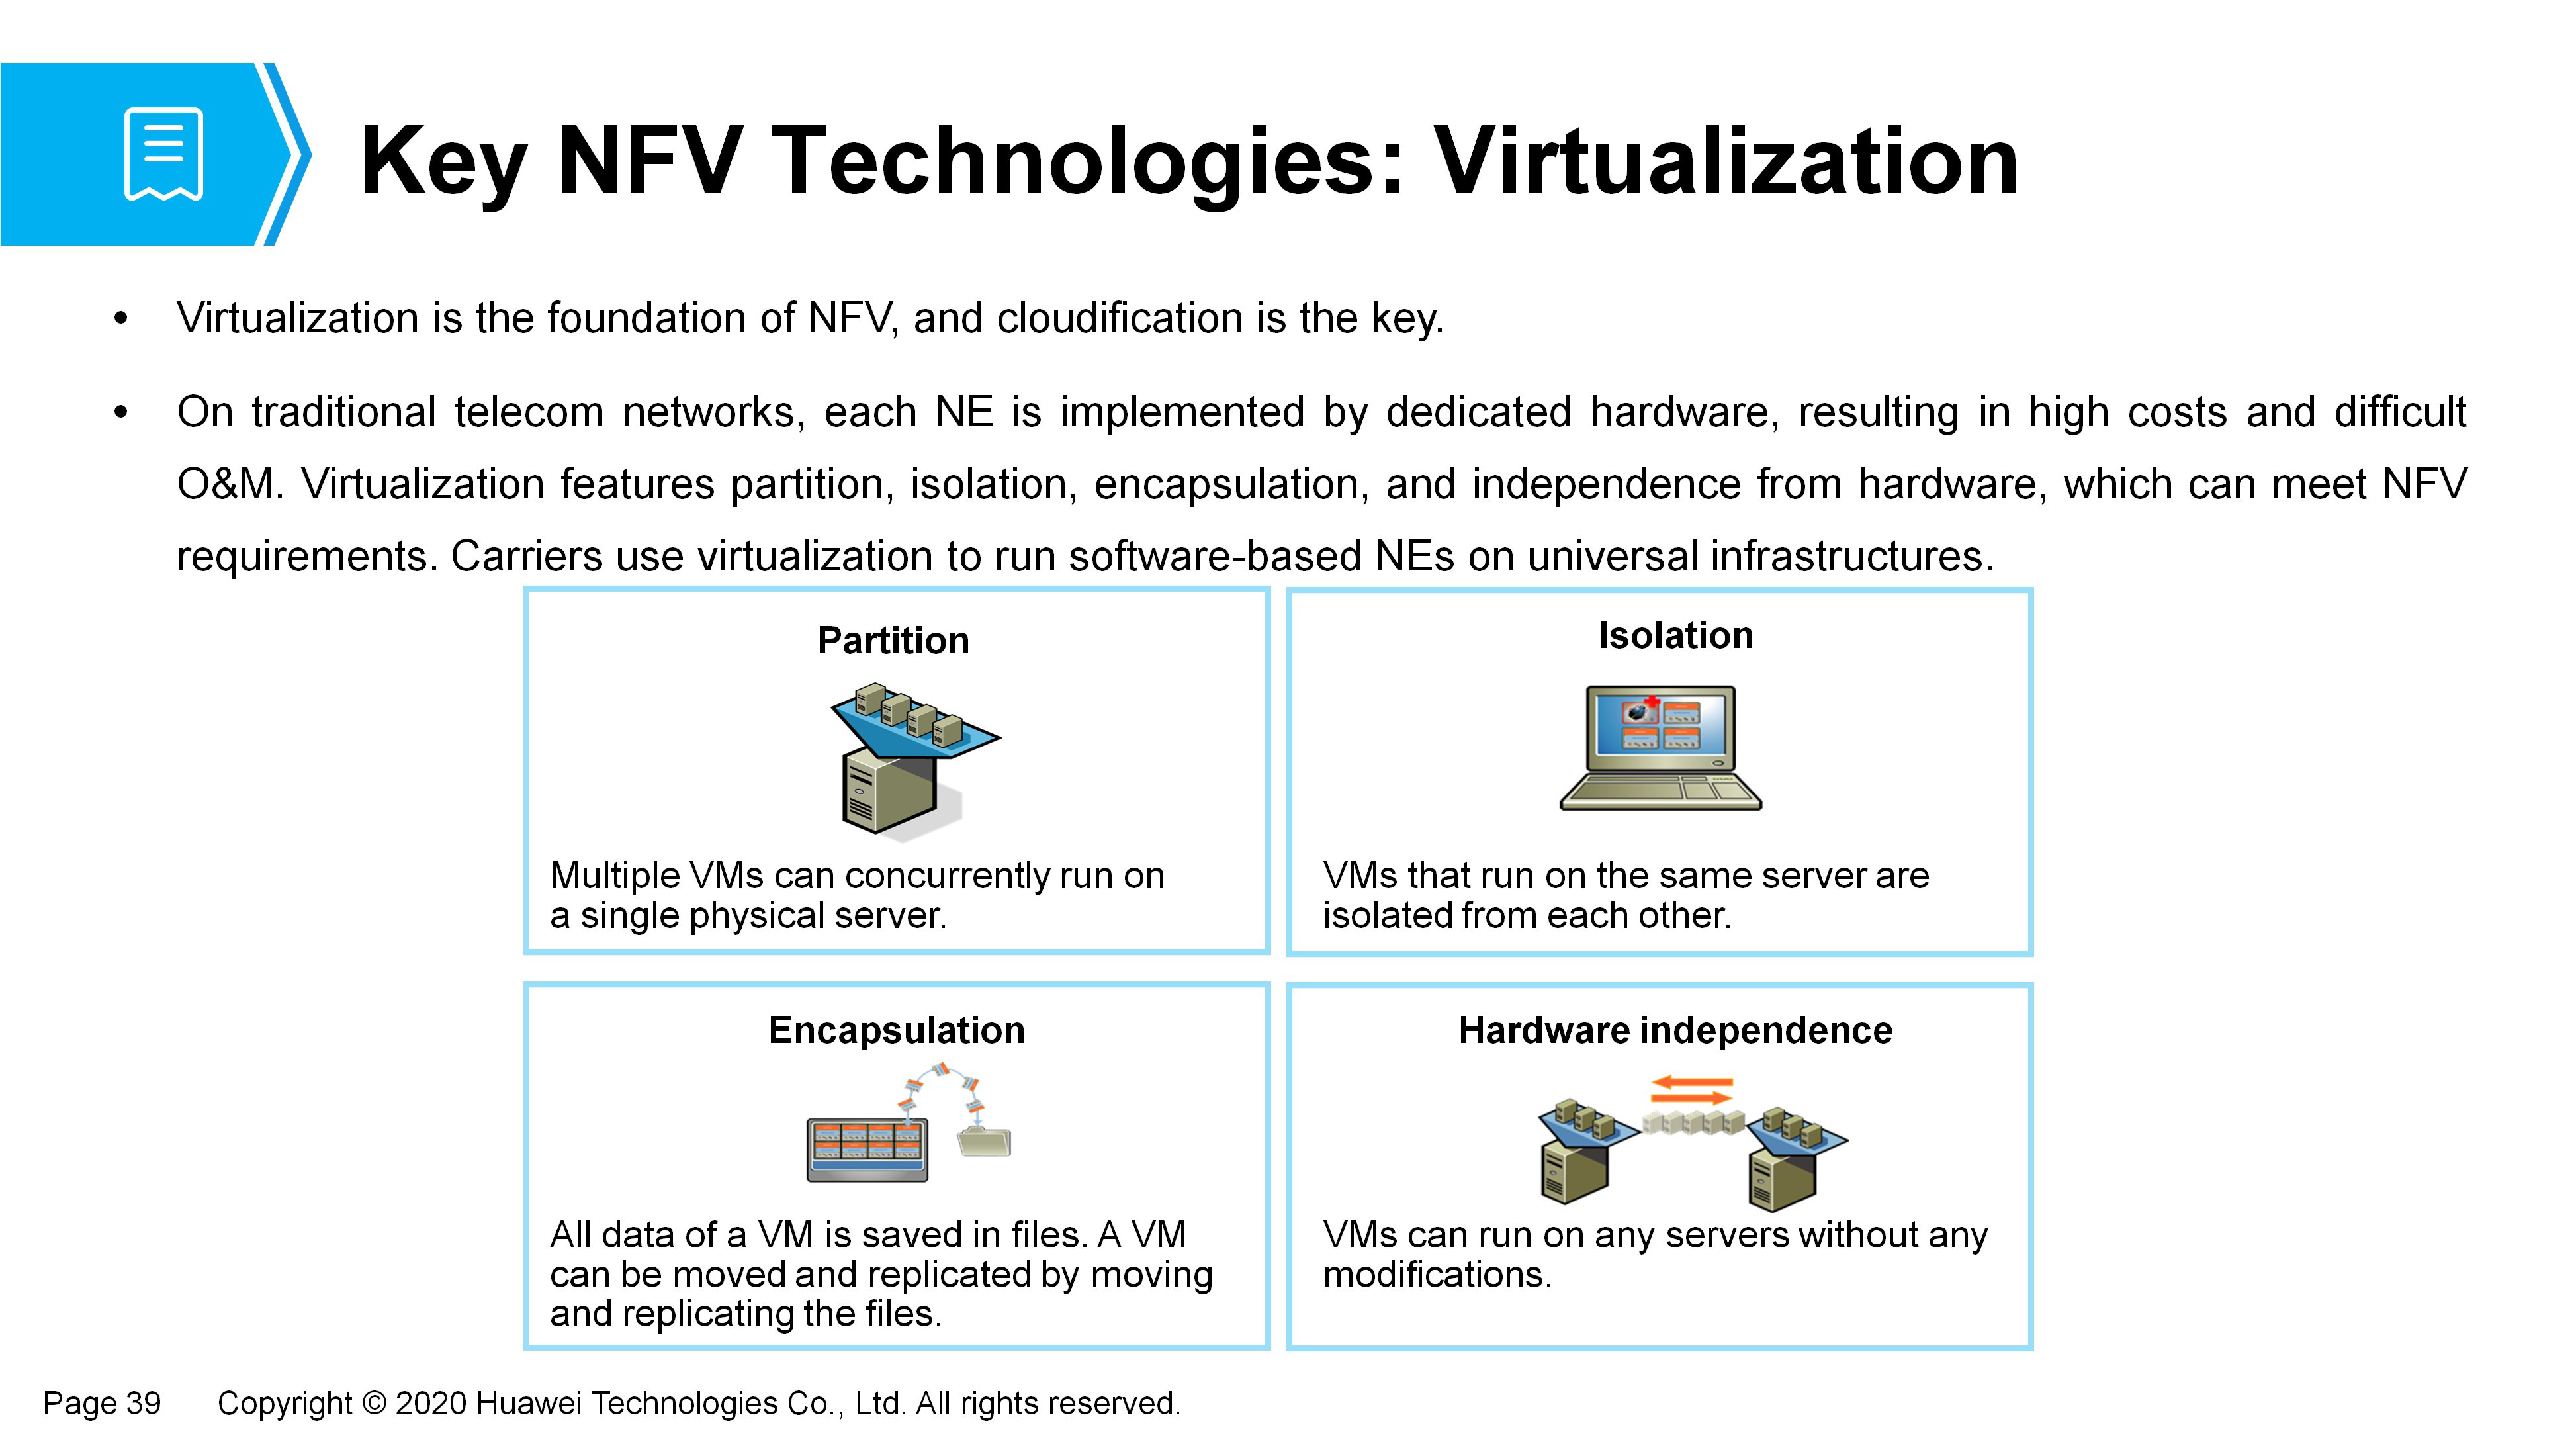 Key NFV Technologies: Virtualization
• Virtualization is the foundation of NFV, and cloudification is the key.
• On traditional telecom networks, each NE is implemented by dedicated hardware, resulting in high costs and difficult
O&M. Virtualization features partition, isolation, encapsulation, and independence from hardware, which can meet NFV
requirements. Carriers use virtualization to run software-based NEs on universal infrastructures.
Partition
Multiple VMs can concurrently run on
a single physical server.
Isolation
VMs that run on the same server are
isolated from each other.
Encapsulation
All data of a VM is saved in files. A VM
can be moved and replicated by moving
and replicating the files.
Hardware independence
VMs can run on any servers without any
modifications.
Page 39 Copyright © 2020 Huawei Technologies Co., Ltd. All rights reserved.